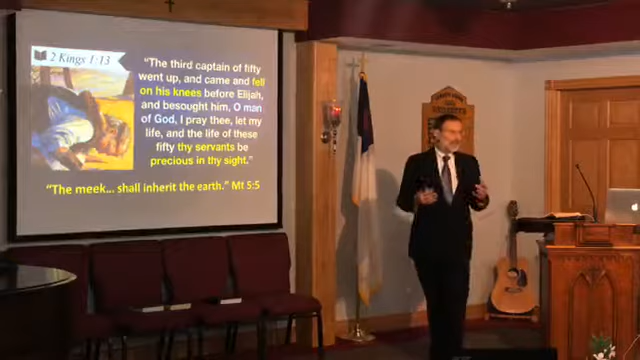 2 Kings 1:13
“The third captain of fifty
went up, and came and fell
on his knees before Elijah,
and besought him, O man
of God, I pray thee, let my
life, and the life of these
fifty thy servants be
precious in thy sight.”
“The meek... shall inherit the earth.” Mt 5:5